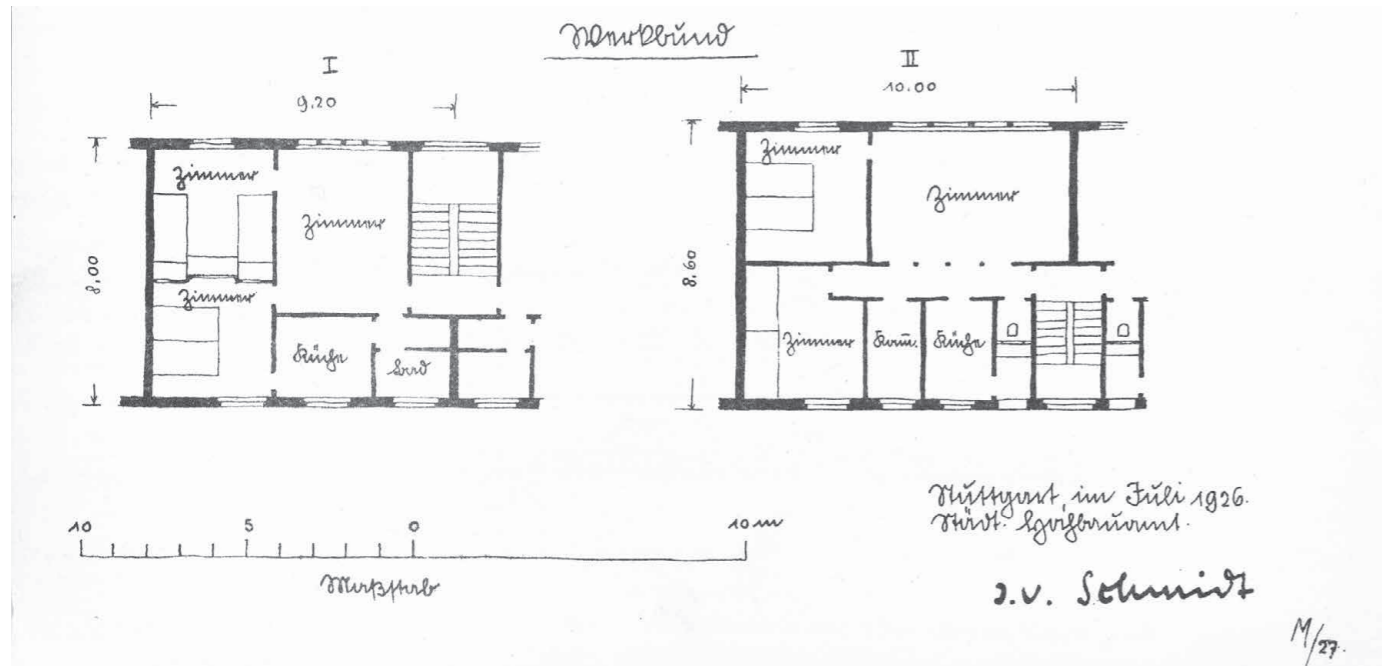 Werkbund
I
9,20
8,00
Zimmer
Zimmer
Zimmer
Küche
Bad
II
10.00
8,60
Zimmer
Zimmer
Zimmer
Kam̅.
Küche
10 5 0 10 m
Maßstab
Stuttgart, im Juli 1926.
Städt. Hochbauamt.
J.V. Schmidt
M/27.